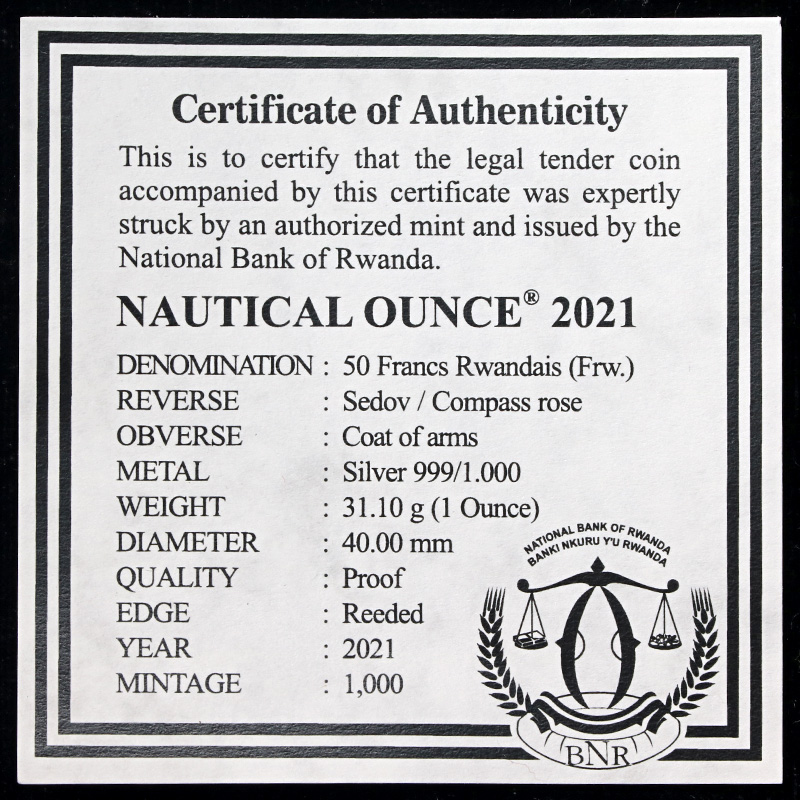 Certificate of Authenticity
This is to certify that the legal tender coin
accompanied by this certificate was expertly
struck by an authorized mint and issued by the
National Bank of Rwanda.
NAUTICAL OUNCE® 2021
DENOMINATION : 50 Francs Rwandais (Frw.)
REVERSE : Sedov / Compass rose
OBVERSE : Coat of arms
METAL : Silver 999/1.000
WEIGHT : 31.10 g (1 Ounce)
DIAMETER : 40.00 mm
QUALITY : Proof
EDGE : Reeded
YEAR : 2021
MINTAGE : 1,000
NATIONAL BANK OF RWANDA
BANKI NKURU Y'U RWANDA
BNR